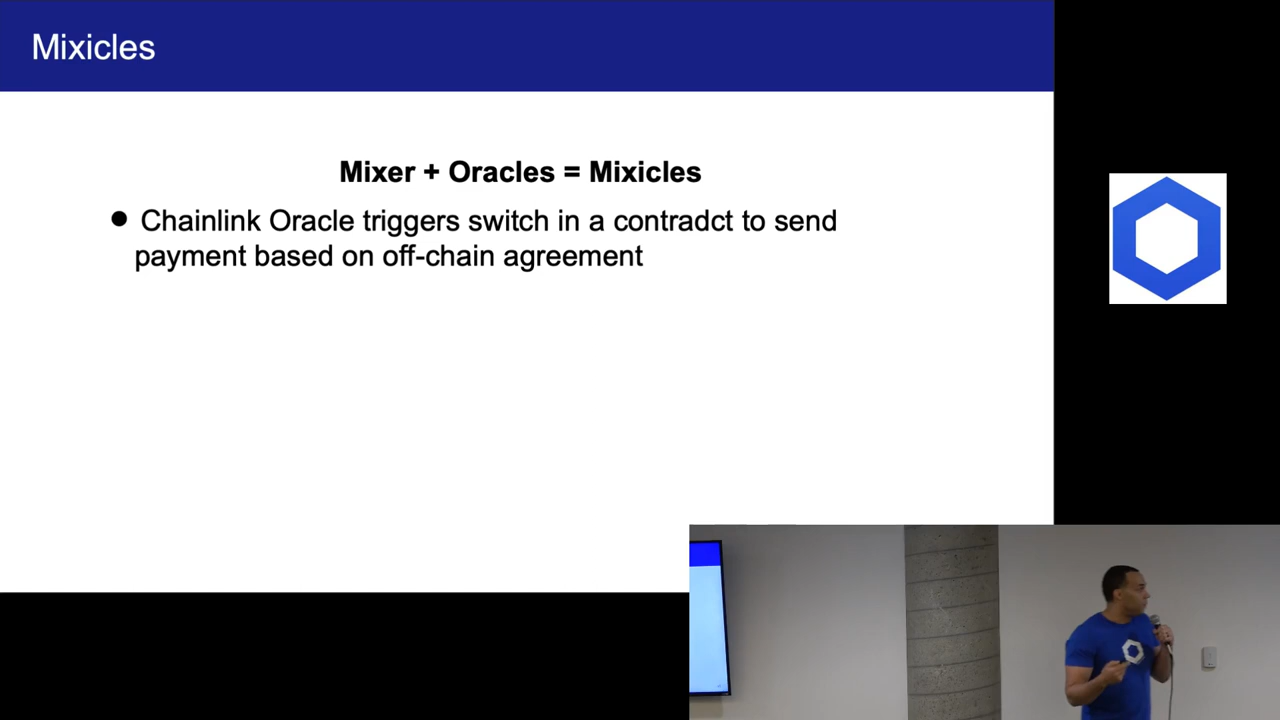 Mixicles
Mixer + Oracles = Mixicles
● Chainlink Oracle triggers switch in a contradct to send
payment based on off-chain agreement